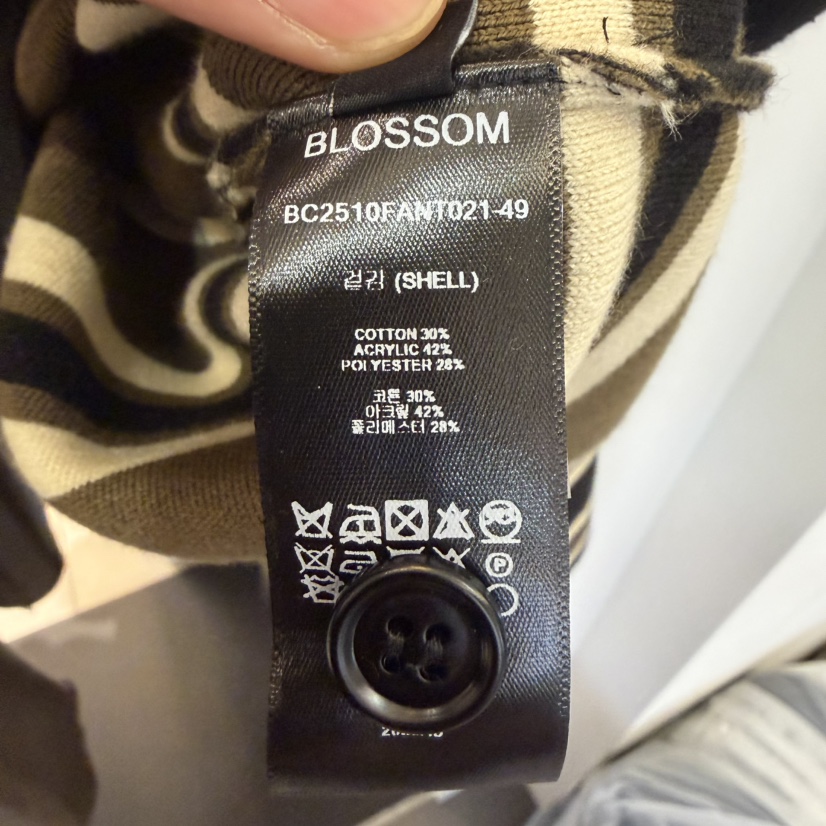 BLOSSOM
BC2510FANT021-49
겉감 (SHELL)
COTTON 30%
ACRYLIC 42%
POLYESTER 28%
코튼 30%
아크릴 42%
폴리에스터 28%
P